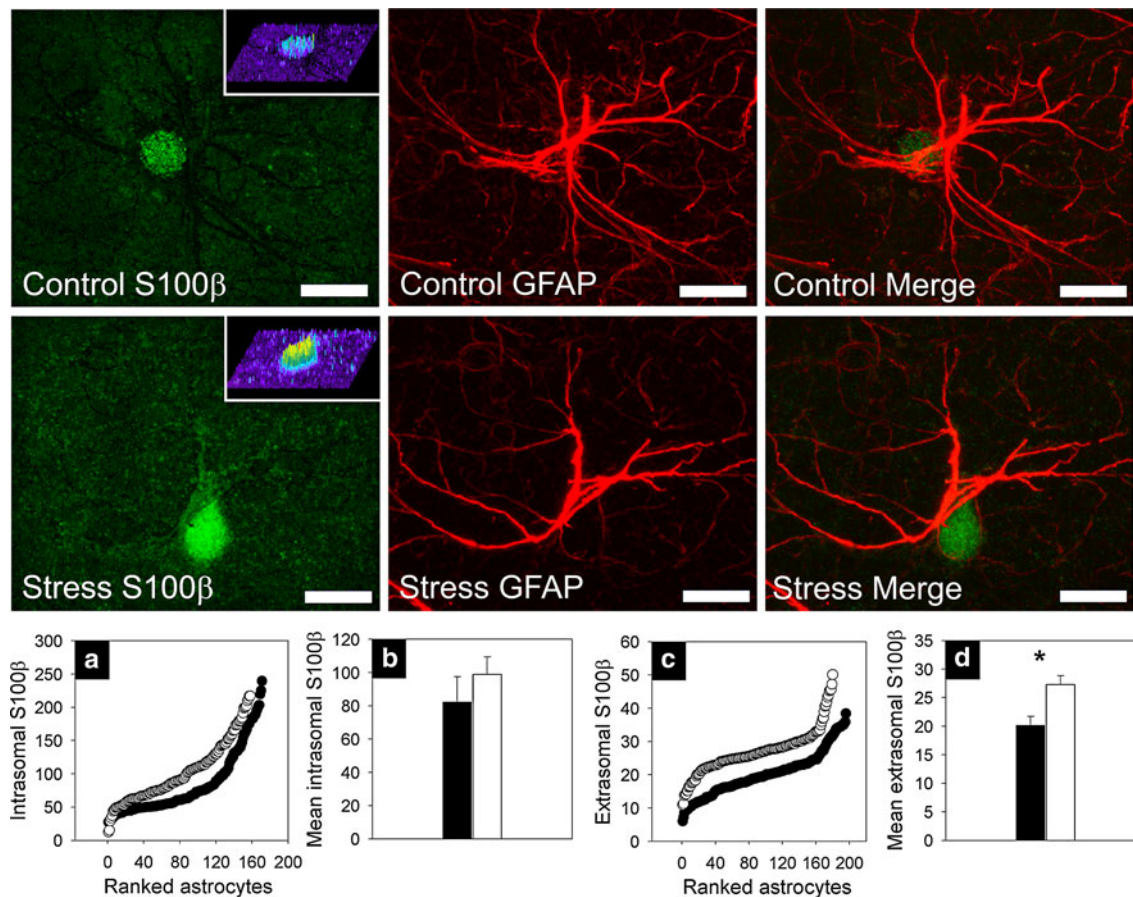 Control S100β
Control GFAP
Control Merge
Stress S100β
Stress GFAP
Stress Merge
a
Intrasomal S100β
300
250
200
150
100
50
0
0 40 80 120 160 200
Ranked astrocytes
b
Mean intrasomal S100β
120
100
80
60
40
20
0
c
Extrasomal S100β
60
50
40
30
20
10
0
0 40 80 120 160 200
Ranked astrocytes
d
Mean extrasomal S100β
35
30
25
20
15
10
5
0
*